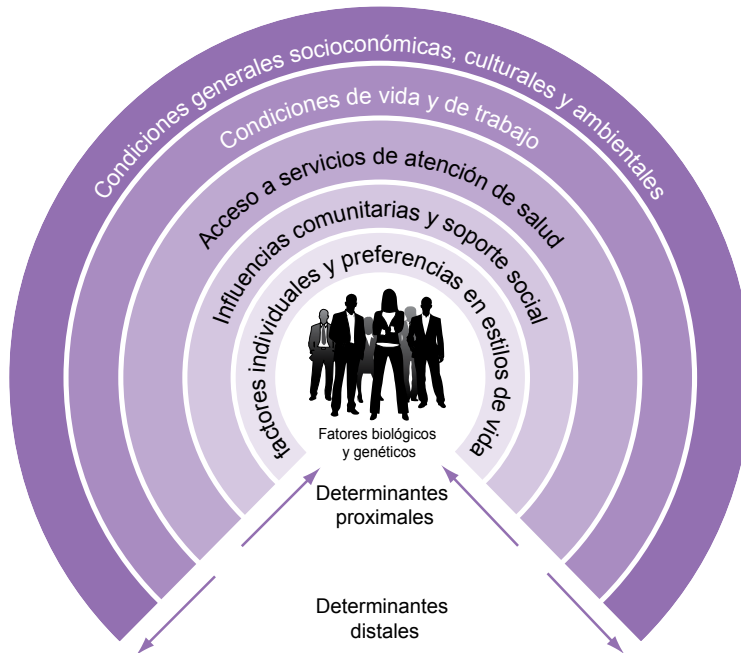 Condiciones generales socioconómicas, culturales y ambientales
Condiciones de vida y de trabajo
Acceso a servicios de atención de salud
Influencias comunitarias y soporte social
factores individuales y preferencias en estilos de vida
Fatores biológicos
y genéticos
Determinantes
proximales
Determinantes
distales